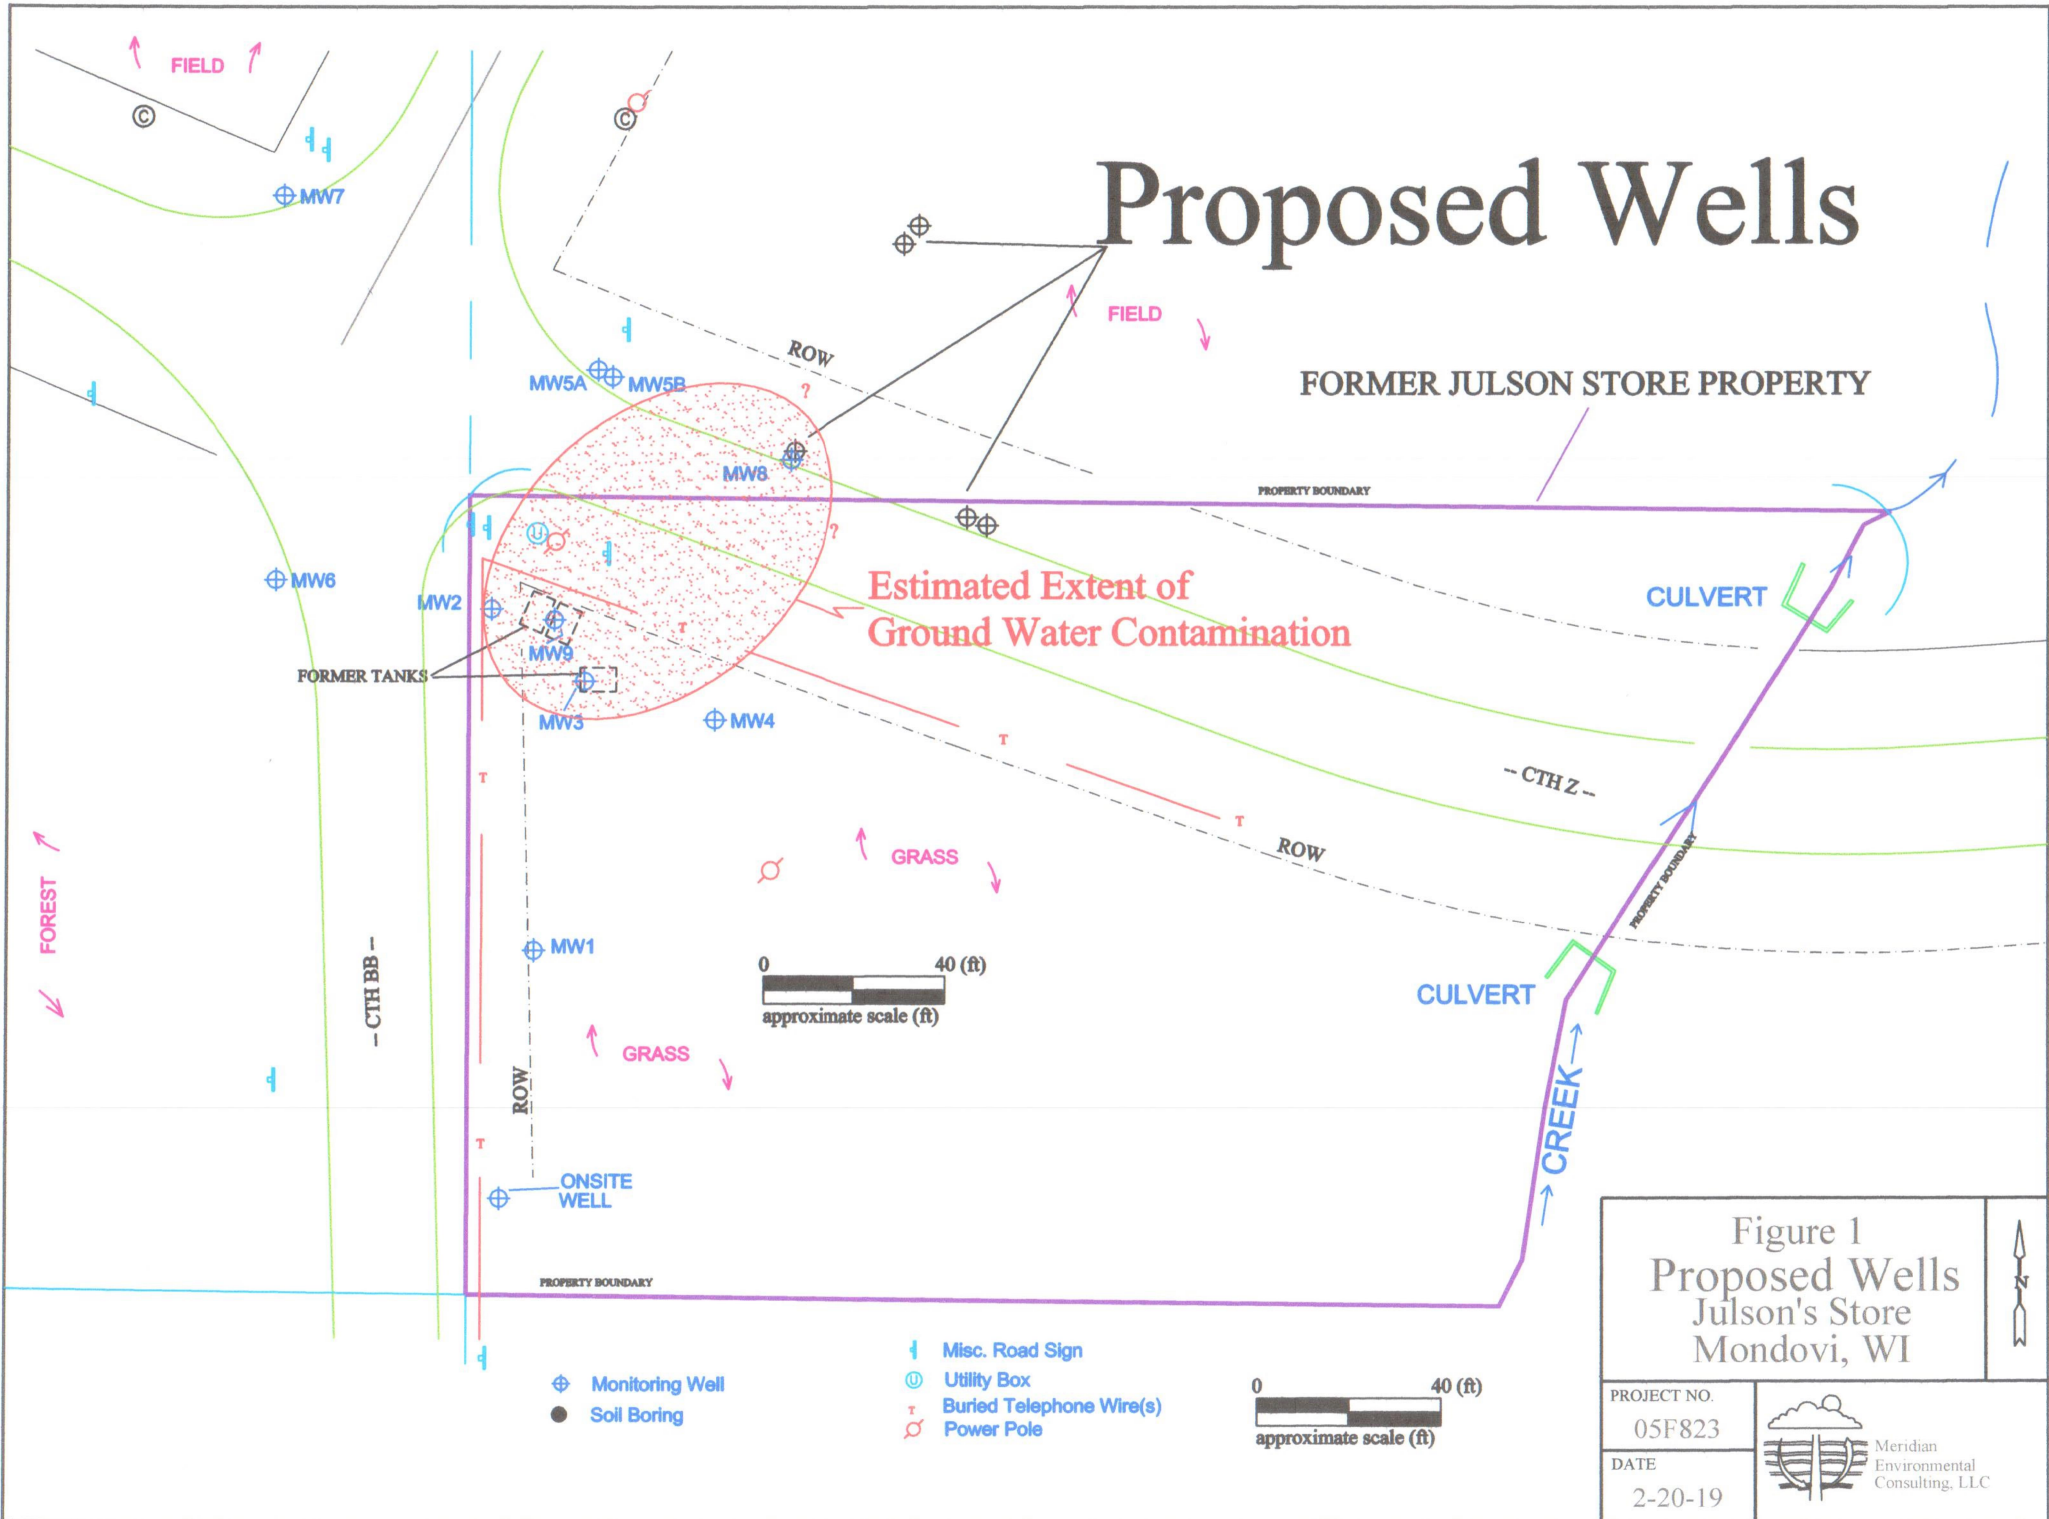 FIELD
©
©
MW7
Proposed Wells
FIELD
ROW
MW5A
MW5B
?
FORMER JULSON STORE PROPERTY
MW8
PROPERTY BOUNDARY
U
?
MW6
MW2
Estimated Extent of
Ground Water Contamination
CULVERT
T
MW9
FORMER TANKS
MW3
MW4
T
T
-- CTH Z --
T
ROW
GRASS
PROPERTY BOUNDARY
FOREST
-- CTH BB --
MW1
0 40 (ft)
approximate scale (ft)
CULVERT
GRASS
ROW
CREEK
T
ONSITE
WELL
PROPERTY BOUNDARY
Monitoring Well
Soil Boring
Misc. Road Sign
U Utility Box
T Buried Telephone Wire(s)
Power Pole
0 40 (ft)
approximate scale (ft)
Figure 1
Proposed Wells
Julson's Store
Mondovi, WI
N
PROJECT NO.
05F823
DATE
2-20-19
Meridian
Environmental
Consulting, LLC